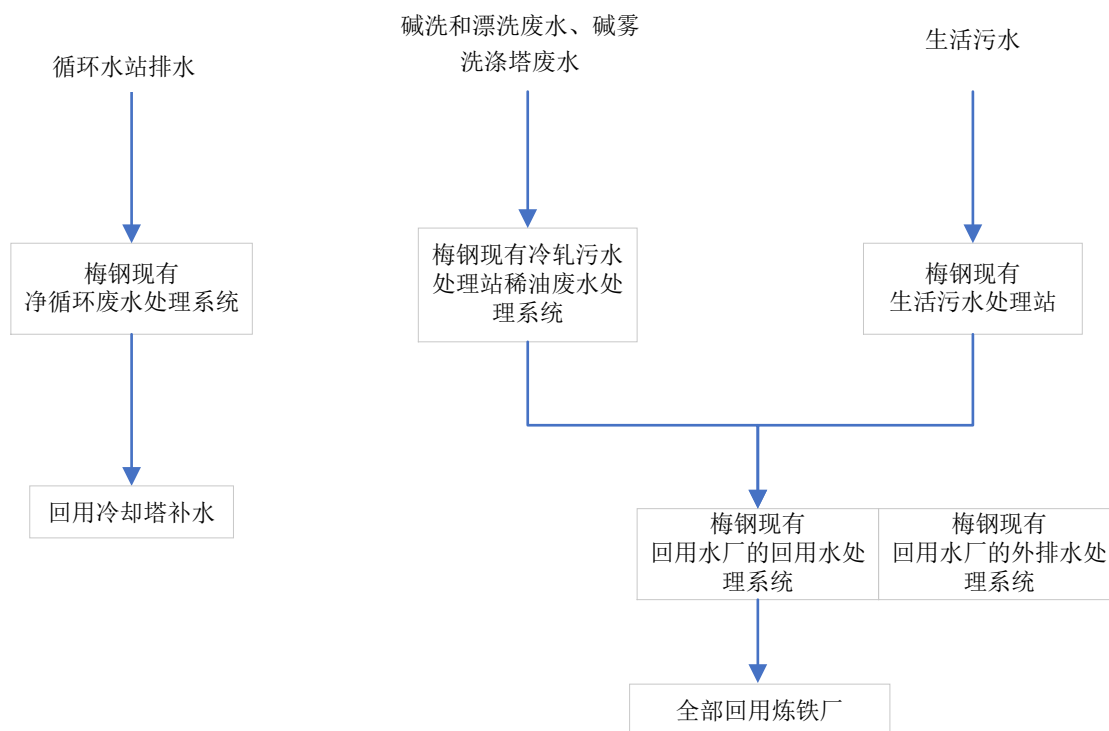 碱洗和漂洗废水、碱雾
洗涤塔废水
生活污水
循环水站排水
梅钢现有
净循环废水处理系统
梅钢现有冷轧污水
处理站稀油废水处
理系统
梅钢现有
生活污水处理站
回用冷却塔补水
梅钢现有
回用水厂的回用水处
理系统
梅钢现有
回用水厂的外排水处
理系统
全部回用炼铁厂